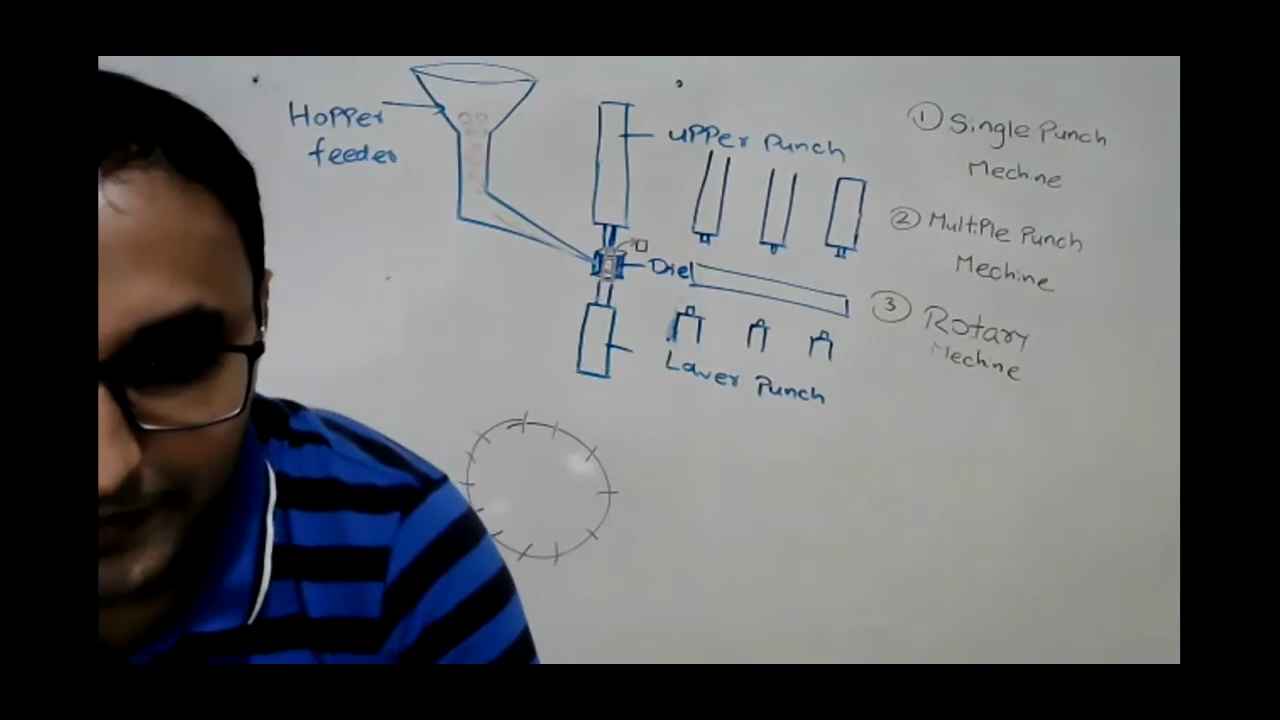 Hopper
feeder
upper punch
Die
Lower Punch
① Single Punch
Mechine
② Multiple Punch
Mechine
③ Rotary
Mechine